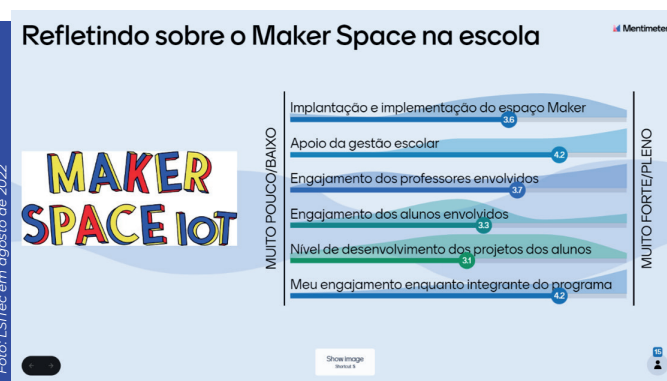 Refletindo sobre o Maker Space na escola
Mentimeter
Foto: LSITec em agosto de 2022
MAKER
SPACE IOT
MUITO POUCO/BAIXO
Implantação e implementação do espaço Maker
3.6
Apoio da gestão escolar
4.2
Engajamento dos professores envolvidos
3.7
Engajamento dos alunos envolvidos
3.3
Nível de desenvolvimento dos projetos dos alunos
3.1
Meu engajamento enquanto integrante do programa
4.2
MUITO FORTE/PLENO
Show image
Shortcut S
15